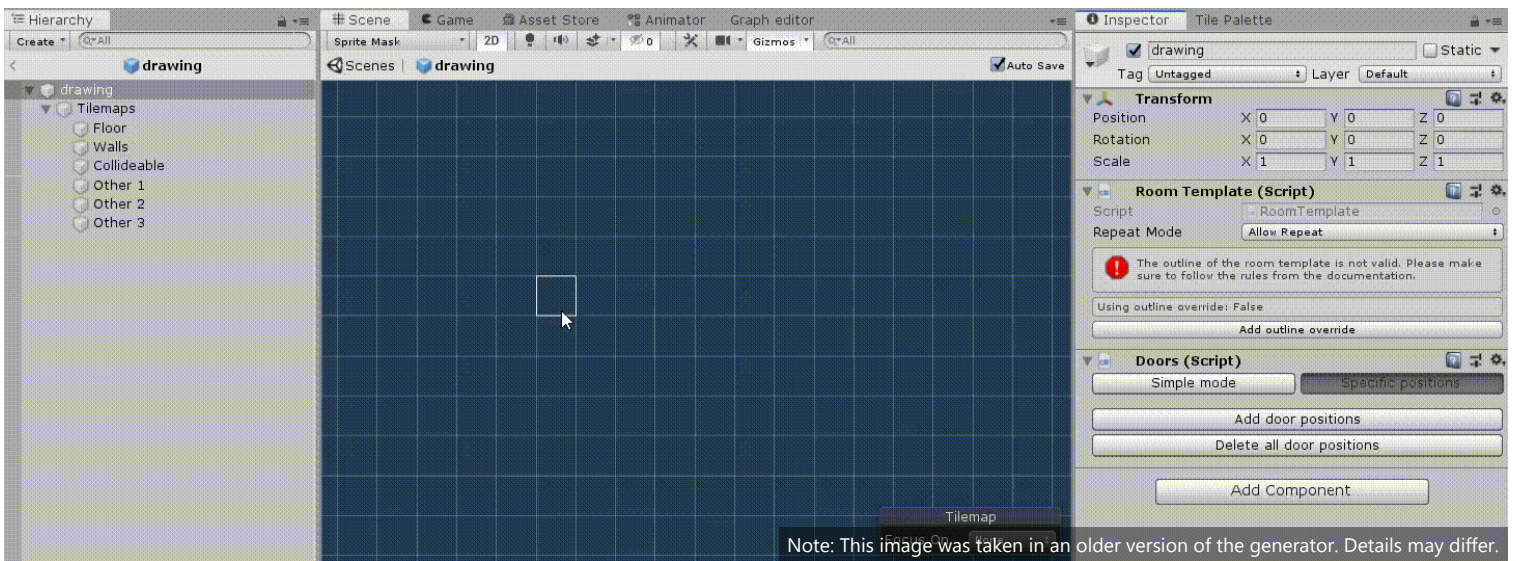 Hierarchy
Create
All
drawing
drawing
Tilemaps
Floor
Walls
Collideable
Other 1
Other 2
Other 3
Scene Game Asset Store Animator Graph editor
Sprite Mask 2D 0 Gizmos All
Scenes drawing Auto Save
Tilemap
Focus On None
Inspector Tile Palette
drawing Static
Tag Untagged Layer Default
Transform
Position X 0 Y 0 Z 0
Rotation X 0 Y 0 Z 0
Scale X 1 Y 1 Z 1
Room Template (Script)
Script RoomTemplate
Repeat Mode Allow Repeat
The outline of the room template is not valid. Please make
sure to follow the rules from the documentation.
Using outline override: False
Add outline override
Doors (Script)
Simple mode Specific positions
Add door positions
Delete all door positions
Add Component
Note: This image was taken in an older version of the generator. Details may differ.